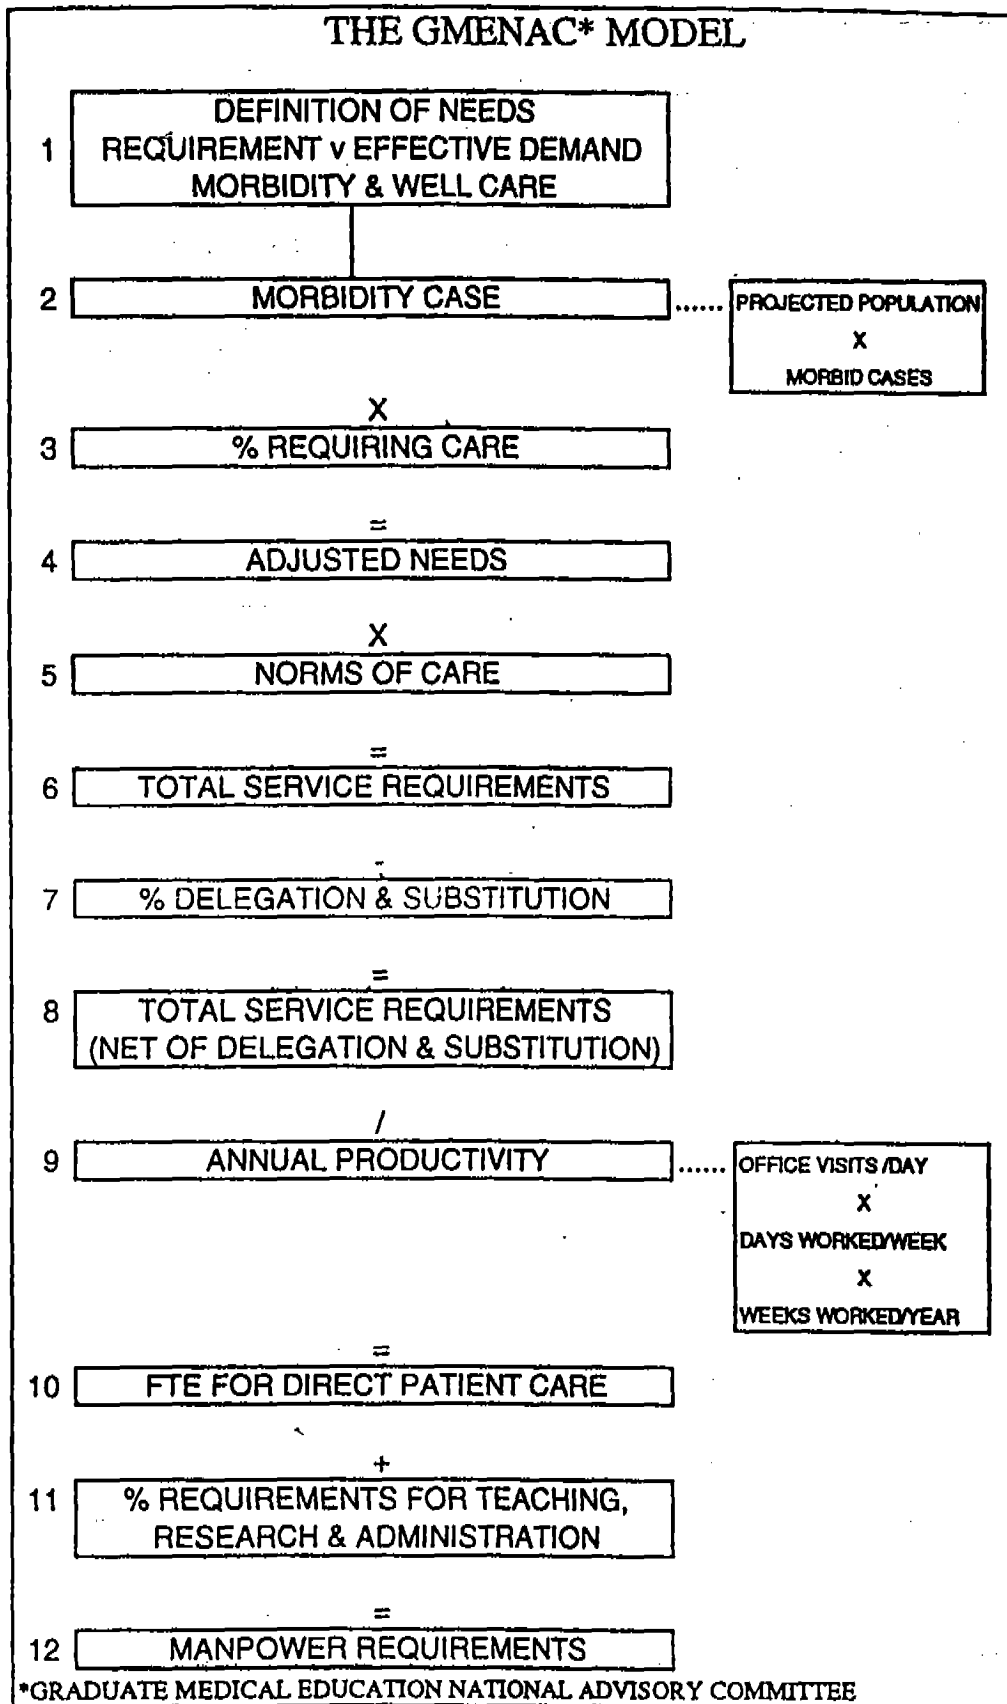 THE GMENAC* MODEL
1
DEFINITION OF NEEDS
REQUIREMENT v EFFECTIVE DEMAND
MORBIDITY & WELL CARE
2
MORBIDITY CASE
......
PROJECTED POPULATION
X
MORBID CASES
X
3
% REQUIRING CARE
=
4
ADJUSTED NEEDS
X
5
NORMS OF CARE
=
6
TOTAL SERVICE REQUIREMENTS
-
7
% DELEGATION & SUBSTITUTION
=
8
TOTAL SERVICE REQUIREMENTS
(NET OF DELEGATION & SUBSTITUTION)
/
9
ANNUAL PRODUCTIVITY
......
OFFICE VISITS /DAY
X
DAYS WORKED/WEEK
X
WEEKS WORKED/YEAR
=
10
FTE FOR DIRECT PATIENT CARE
+
11
% REQUIREMENTS FOR TEACHING,
RESEARCH & ADMINISTRATION
=
12
MANPOWER REQUIREMENTS
*GRADUATE MEDICAL EDUCATION NATIONAL ADVISORY COMMITTEE